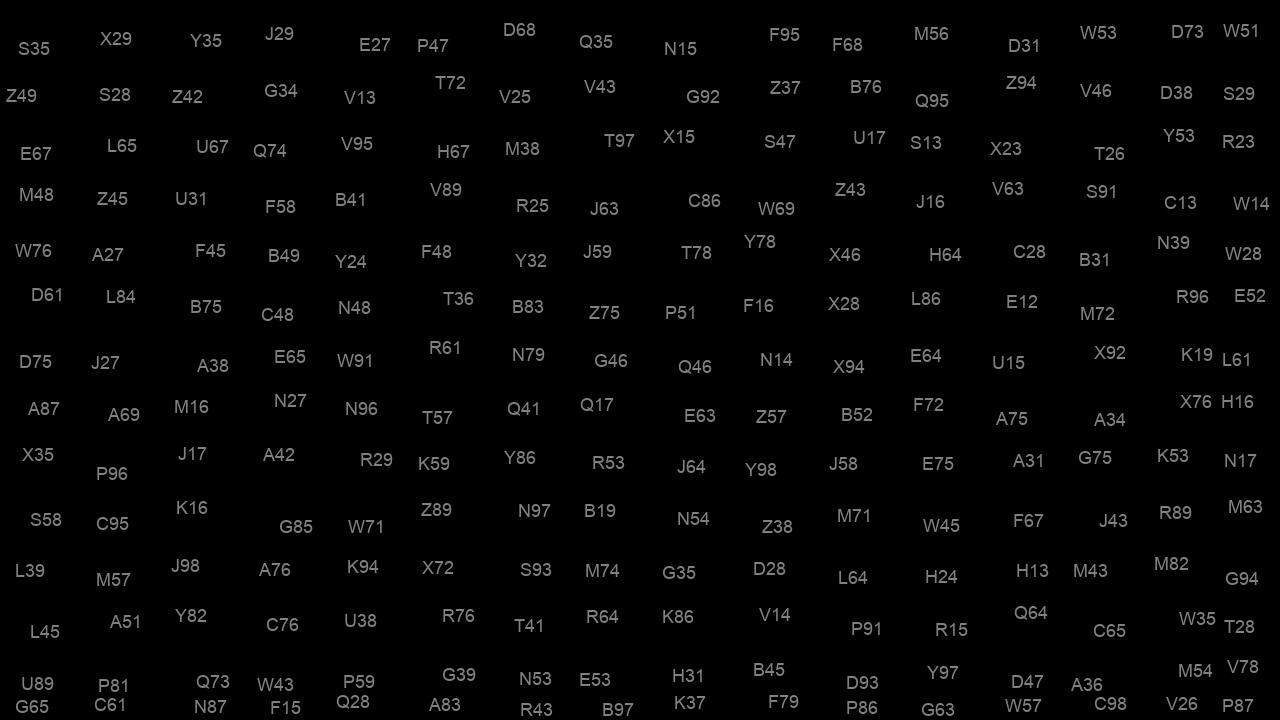 S35 X29 Y35 J29 E27 P47 D68 Q35 N15 F95 F68 M56 D31 W53 D73 W51
Z49 S28 Z42 G34 V13 T72 V25 V43 G92 Z37 B76 Q95 Z94 V46 D38 S29
E67 L65 U67 Q74 V95 H67 M38 T97 X15 S47 U17 S13 X23 T26 Y53 R23
M48 Z45 U31 F58 B41 V89 R25 J63 C86 W69 Z43 J16 V63 S91 C13 W14
W76 A27 F45 B49 Y24 F48 Y32 J59 T78 Y78 X46 H64 C28 B31 N39 W28
D61 L84 B75 C48 N48 T36 B83 Z75 P51 F16 X28 L86 E12 M72 R96 E52
D75 J27 A38 E65 W91 R61 N79 G46 Q46 N14 X94 E64 U15 X92 K19 L61
A87 A69 M16 N27 N96 T57 Q41 Q17 E63 Z57 B52 F72 A75 A34 X76 H16
X35 P96 J17 A42 R29 K59 Y86 R53 J64 Y98 J58 E75 A31 G75 K53 N17
S58 C95 K16 G85 W71 Z89 N97 B19 N54 Z38 M71 W45 F67 J43 R89 M63
L39 M57 J98 A76 K94 X72 S93 M74 G35 D28 L64 H24 H13 M43 M82 G94
L45 A51 Y82 C76 U38 R76 T41 R64 K86 V14 P91 R15 Q64 C65 W35 T28
U89 P81 Q73 W43 P59 G39 N53 E53 H31 B45 D93 Y97 D47 A36 M54 V78
G65 C61 N87 F15 Q28 A83 R43 B97 K37 F79 P86 G63 W57 C98 V26 P87